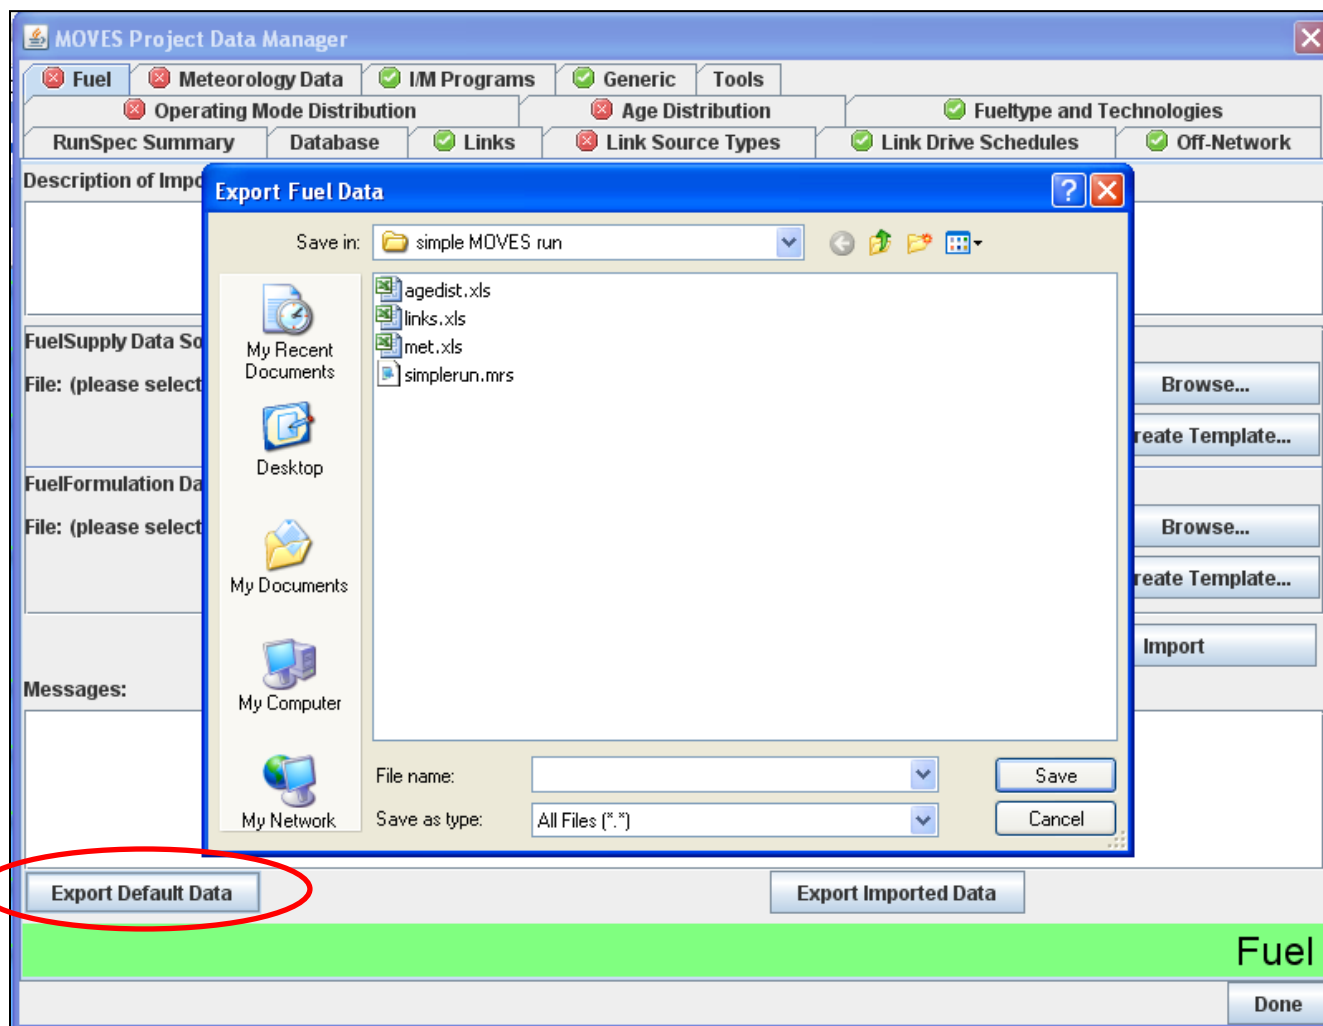 MOVES Project Data Manager
Fuel Meteorology Data I/M Programs Generic Tools
Operating Mode Distribution Age Distribution Fueltype and Technologies
RunSpec Summary Database Links Link Source Types Link Drive Schedules Off-Network
Description of Impo
Export Fuel Data
Save in: simple MOVES run
agedist.xls
links.xls
met.xls
simplerun.mrs
My Recent
Documents
Desktop
My Documents
My Computer
My Network
File name: Save
Save as type: All Files (*.*) Cancel
FuelSupply Data So
File: (please select Browse...
reate Template...
FuelFormulation Da
File: (please select Browse...
reate Template...
Import
Messages:
Export Default Data Export Imported Data
Fuel
Done